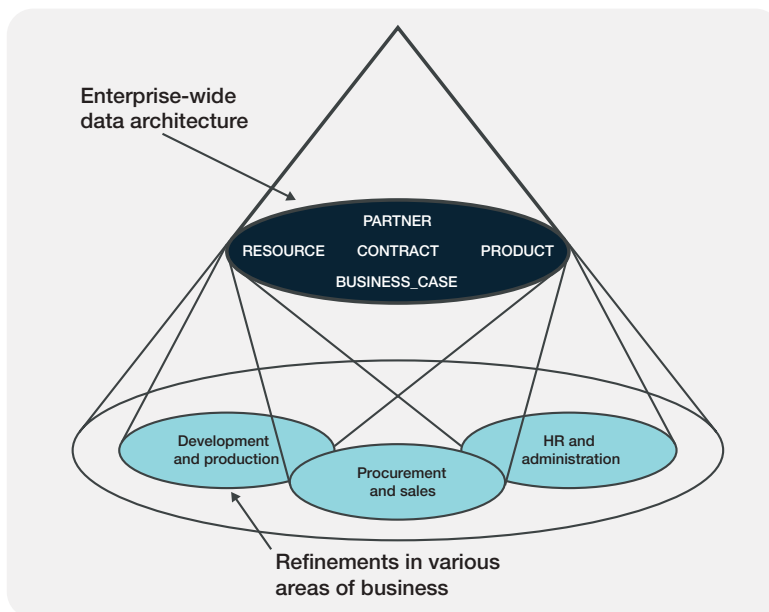 Enterprise-wide
data architecture
PARTNER
RESOURCE CONTRACT PRODUCT
BUSINESS_CASE
Development
and production
HR and
administration
Procurement
and sales
Refinements in various
areas of business